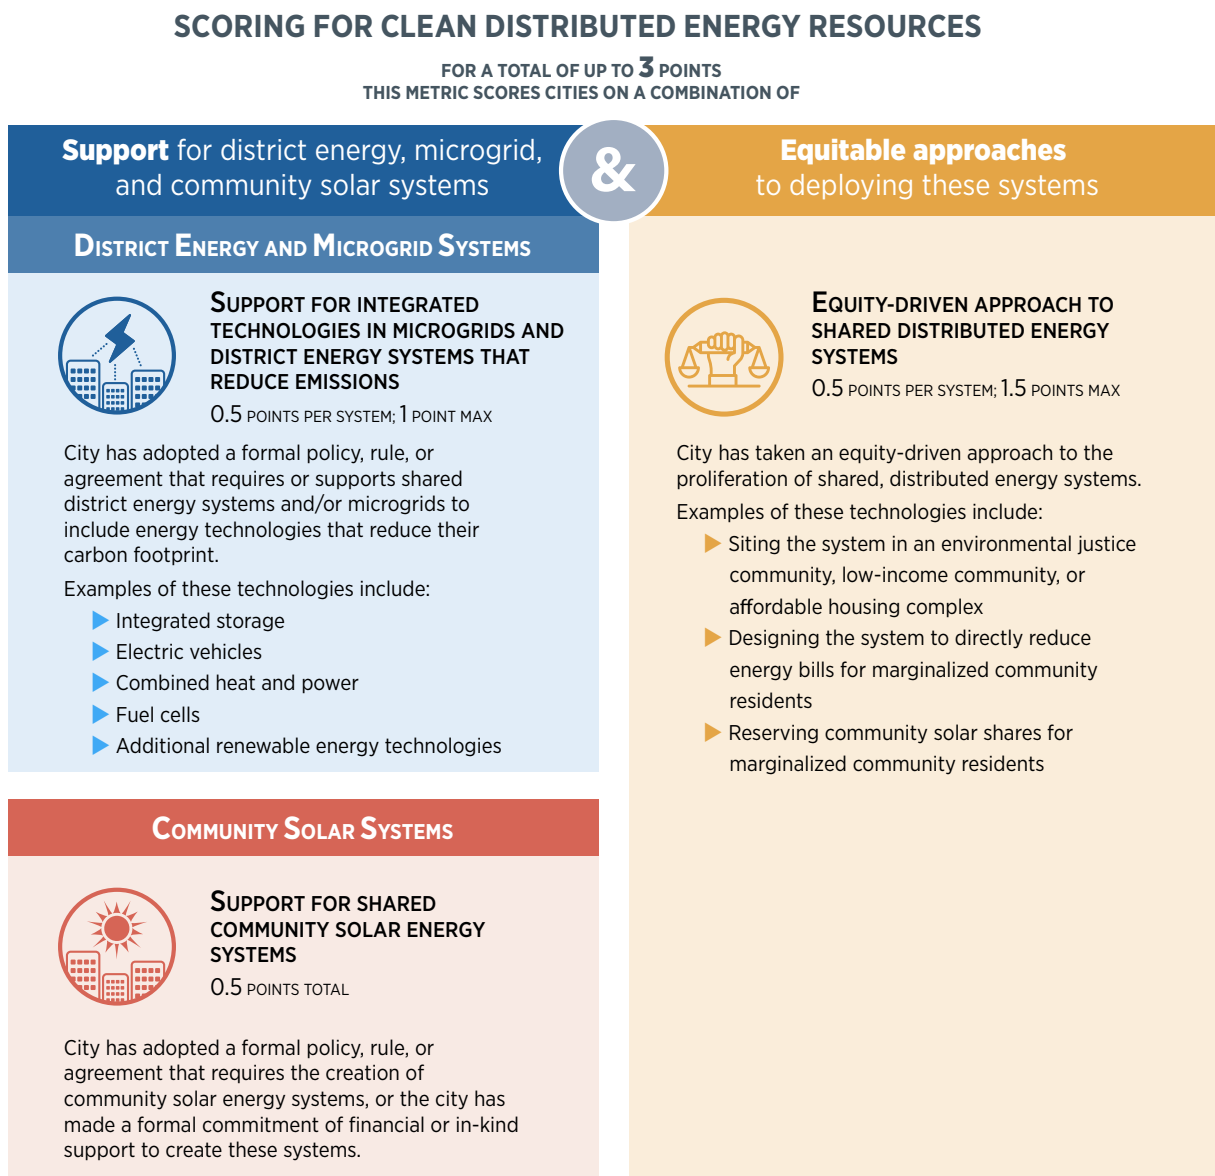 SCORING FOR CLEAN DISTRIBUTED ENERGY RESOURCES
FOR A TOTAL OF UP TO 3 POINTS
THIS METRIC SCORES CITIES ON A COMBINATION OF
Support for district energy, microgrid,
and community solar systems
&
Equitable approaches
to deploying these systems
DISTRICT ENERGY AND MICROGRID SYSTEMS
SUPPORT FOR INTEGRATED
TECHNOLOGIES IN MICROGRIDS AND
DISTRICT ENERGY SYSTEMS THAT
REDUCE EMISSIONS
0.5 POINTS PER SYSTEM; 1 POINT MAX
City has adopted a formal policy, rule, or
agreement that requires or supports shared
district energy systems and/or microgrids to
include energy technologies that reduce their
carbon footprint.
Examples of these technologies include:
Integrated storage
Electric vehicles
Combined heat and power
Fuel cells
Additional renewable energy technologies
COMMUNITY SOLAR SYSTEMS
SUPPORT FOR SHARED
COMMUNITY SOLAR ENERGY
SYSTEMS
0.5 POINTS TOTAL
City has adopted a formal policy, rule, or
agreement that requires the creation of
community solar energy systems, or the city has
made a formal commitment of financial or in-kind
support to create these systems.
EQUITY-DRIVEN APPROACH TO
SHARED DISTRIBUTED ENERGY
SYSTEMS
0.5 POINTS PER SYSTEM; 1.5 POINTS MAX
City has taken an equity-driven approach to the
proliferation of shared, distributed energy systems.
Examples of these technologies include:
Siting the system in an environmental justice
community, low-income community, or
affordable housing complex
Designing the system to directly reduce
energy bills for marginalized community
residents
Reserving community solar shares for
marginalized community residents